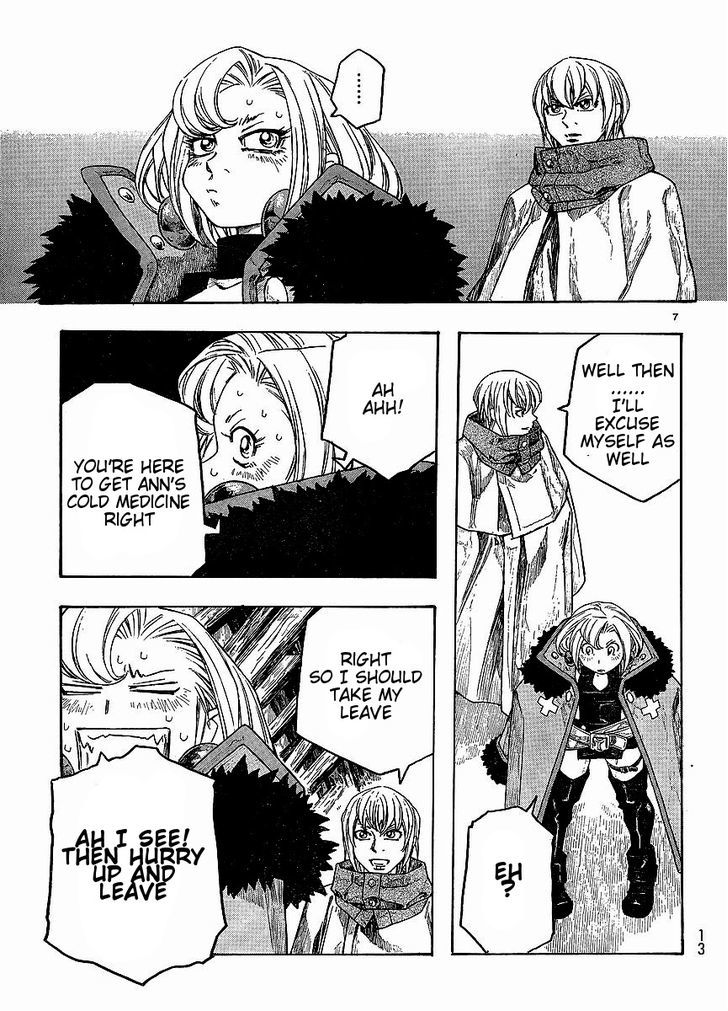 ......
7
WELL THEN
......
I'LL
EXCUSE
MYSELF AS
WELL
EH
?
AH
AHH!
YOU'RE HERE
TO GET ANN'S
COLD MEDICINE
RIGHT
RIGHT
SO I SHOULD
TAKE MY
LEAVE
AH I SEE!
THEN HURRY
UP AND
LEAVE
13